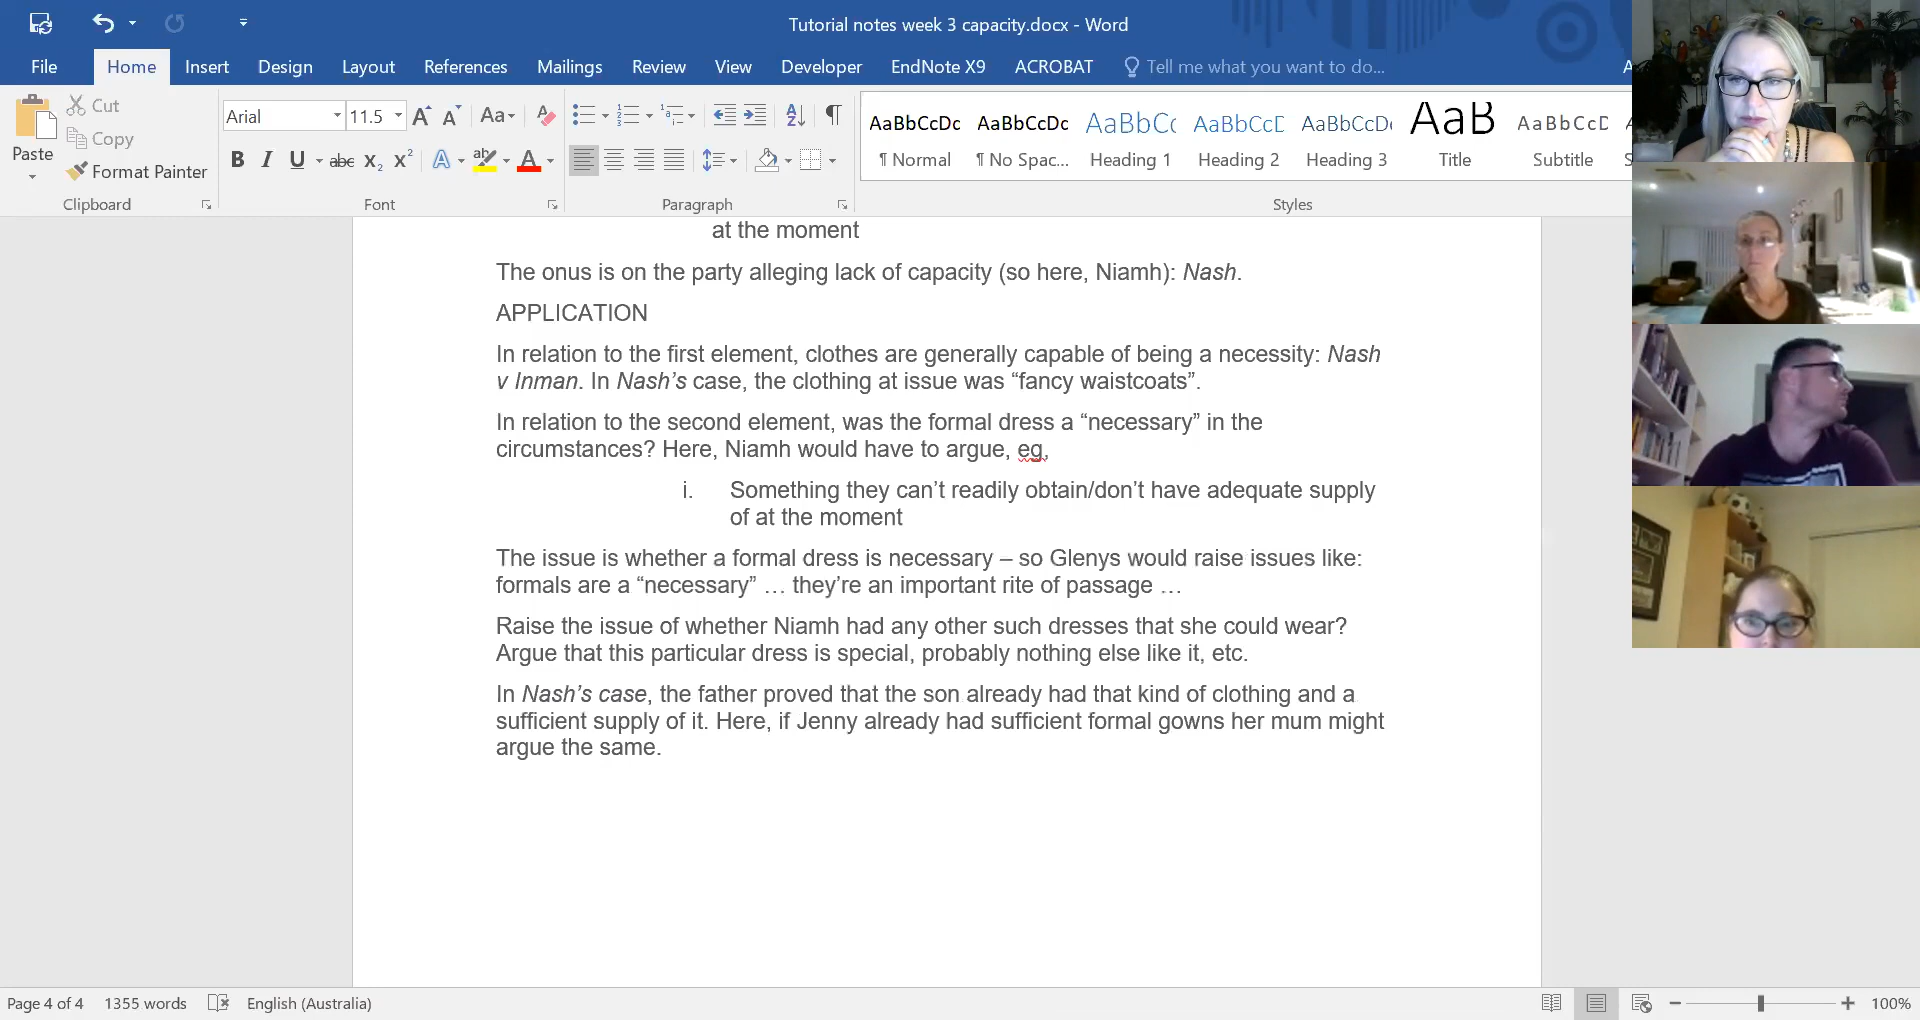 Tutorial notes week 3 capacity.docx - Word
File Home Insert Design Layout References Mailings Review View Developer EndNote X9 ACROBAT Tell me what you want to do... A
Paste
Cut
Copy
Format Painter
Arial 11.5
Aa
B I U abc X₂ X² A ab A
AaBbCcDc AaBbCcDc AaBbCc AaBbCcD AaBbCcDc AaB AaBbCcD
¶ Normal ¶ No Spac... Heading 1 Heading 2 Heading 3 Title Subtitle S
Clipboard Font Paragraph Styles
at the moment
The onus is on the party alleging lack of capacity (so here, Niamh): Nash.
APPLICATION
In relation to the first element, clothes are generally capable of being a necessity: Nash
v Inman. In Nash’s case, the clothing at issue was “fancy waistcoats”.
In relation to the second element, was the formal dress a “necessary” in the
circumstances? Here, Niamh would have to argue, eg,
i. Something they can’t readily obtain/don’t have adequate supply
of at the moment
The issue is whether a formal dress is necessary – so Glenys would raise issues like:
formals are a “necessary” … they’re an important rite of passage …
Raise the issue of whether Niamh had any other such dresses that she could wear?
Argue that this particular dress is special, probably nothing else like it, etc.
In Nash’s case, the father proved that the son already had that kind of clothing and a
sufficient supply of it. Here, if Jenny already had sufficient formal gowns her mum might
argue the same.
Page 4 of 4 1355 words English (Australia) 100%